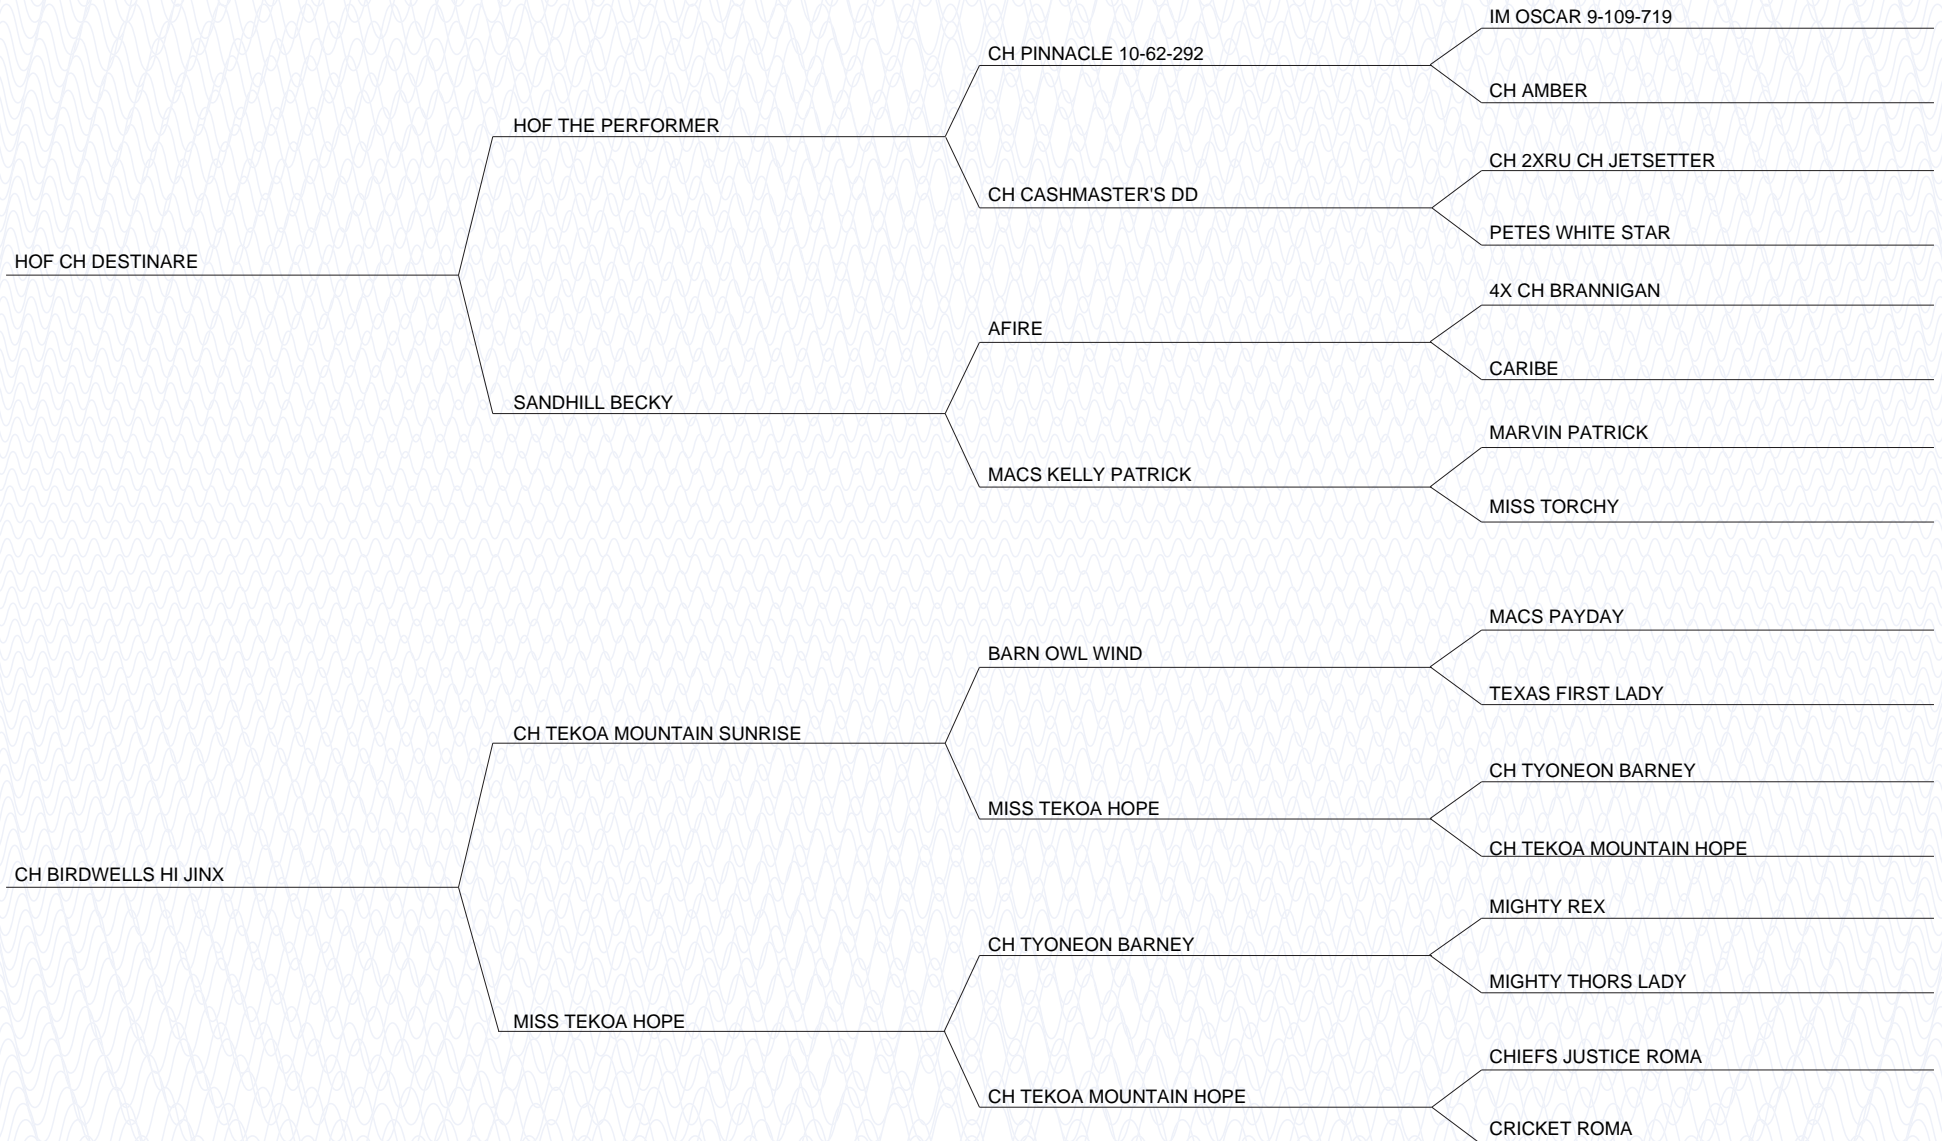 IM OSCAR 9-109-719
CH PINNACLE 10-62-292
CH AMBER
HOF THE PERFORMER
CH 2XRU CH JETSETTER
CH CASHMASTER'S DD
PETES WHITE STAR
HOF CH DESTINARE
4X CH BRANNIGAN
AFIRE
CARIBE
SANDHILL BECKY
MARVIN PATRICK
MACS KELLY PATRICK
MISS TORCHY
MACS PAYDAY
BARN OWL WIND
TEXAS FIRST LADY
CH TEKOA MOUNTAIN SUNRISE
CH TYONEON BARNEY
MISS TEKOA HOPE
CH TEKOA MOUNTAIN HOPE
CH BIRDWELLS HI JINX
MIGHTY REX
CH TYONEON BARNEY
MIGHTY THORS LADY
MISS TEKOA HOPE
CHIEFS JUSTICE ROMA
CH TEKOA MOUNTAIN HOPE
CRICKET ROMA